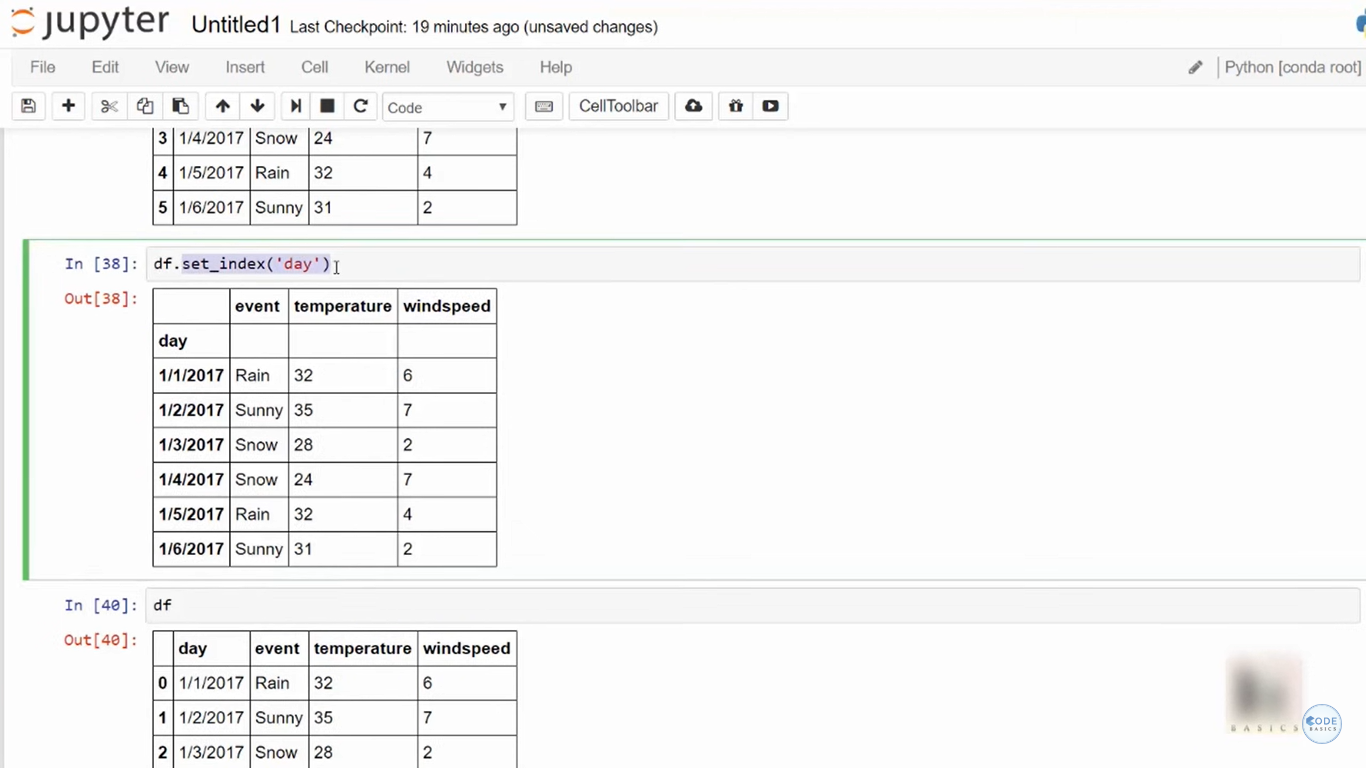 jupyter Untitled1 Last Checkpoint: 19 minutes ago (unsaved changes)
File Edit View Insert Cell Kernel Widgets Help Python [conda root]
Code CellToolbar
3 1/4/2017 Snow 24 7
4 1/5/2017 Rain 32 4
5 1/6/2017 Sunny 31 2
In [38]: df.set_index('day')
Out[38]:
event temperature windspeed
day
1/1/2017 Rain 32 6
1/2/2017 Sunny 35 7
1/3/2017 Snow 28 2
1/4/2017 Snow 24 7
1/5/2017 Rain 32 4
1/6/2017 Sunny 31 2
In [40]: df
Out[40]:
day event temperature windspeed
0 1/1/2017 Rain 32 6
1 1/2/2017 Sunny 35 7
2 1/3/2017 Snow 28 2
BASICS
CODE
BASICS